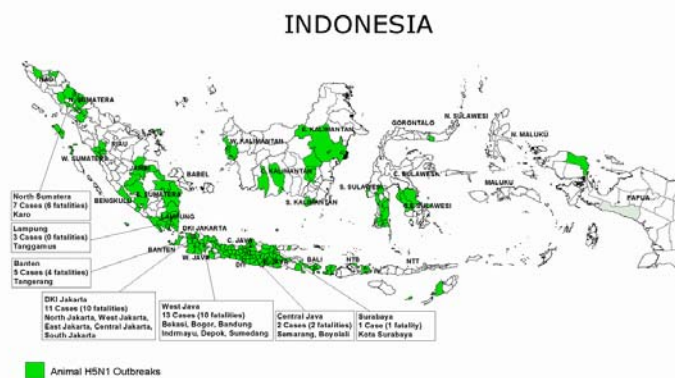 INDONESIA
NAD
N. SUMATERA
RIAU
W. SUMATERA
JAMBI
BENGKULU
S. SUMATERA
LAMPUNG
BABEL
DKI JAKARTA
BANTEN
W. JAVA
C. JAVA
DIY
BALI
NTB
NTT
W. KALIMANTAN
E. KALIMANTAN
C. KALIMANTAN
S. KALIMANTAN
GORONTALO
N. SULAWESI
C. SULAWESI
S. SULAWESI
S.E. SULAWESI
N. MALUKU
MALUKU
PAPUA
North Sumatera
7 Cases (6 fatalities)
Karo
Lampung
3 Cases (0 fatalities)
Tanggamus
Banten
5 Cases (4 fatalities)
Tangerang
DKI Jakarta
11 Cases (10 fatalities)
North Jakarta, West Jakarta,
East Jakarta, Central Jakarta,
South Jakarta
West Java
13 Cases (10 fatalities)
Bekasi, Bogor, Bandung
Indrmayu, Depok, Sumedang
Central Java
2 Cases (2 fatalities)
Semarang, Boyolali
Surabaya
1 Case (1 fatality)
Kota Surabaya
Animal H5N1 Outbreaks